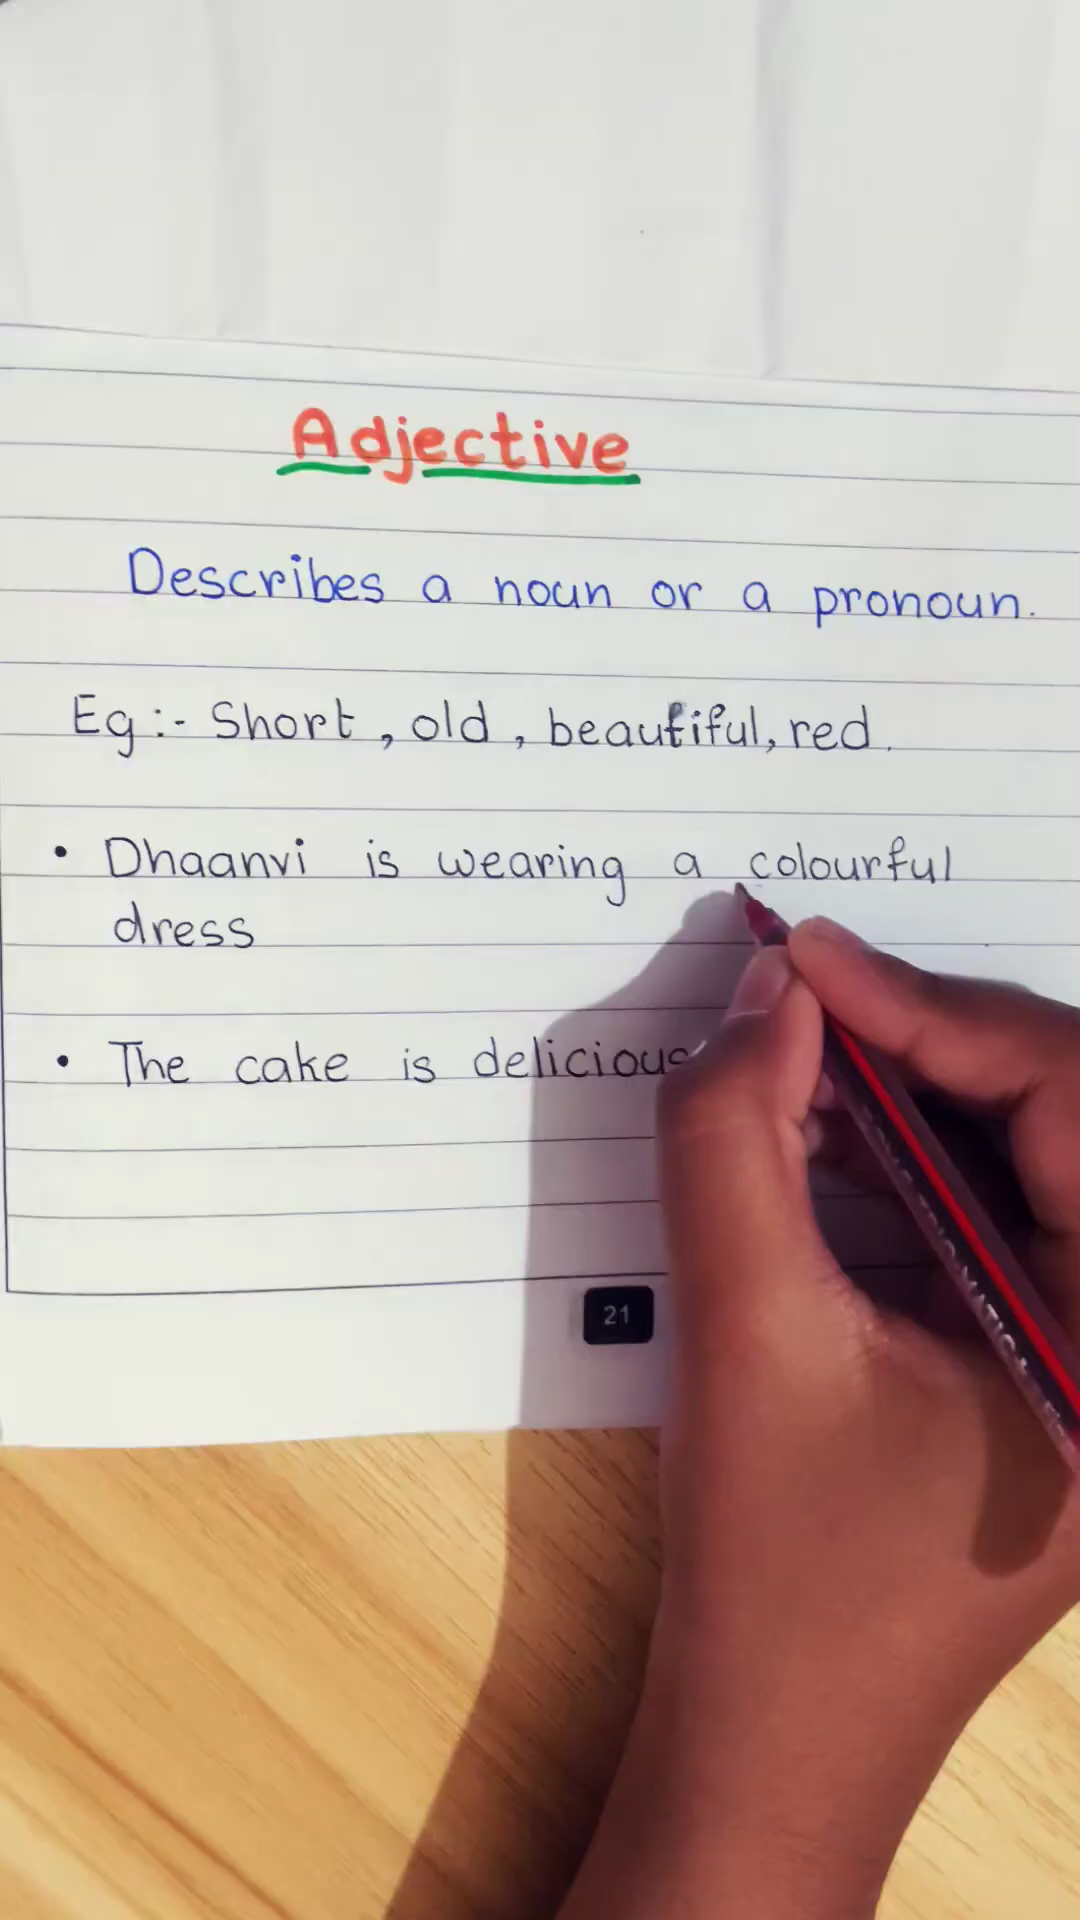 Adjective
Describes a noun or a pronoun.
Eg :- Short, old, beautiful, red.
• Dhaanvi is wearing a colourful
dress
• The cake is delicious
21